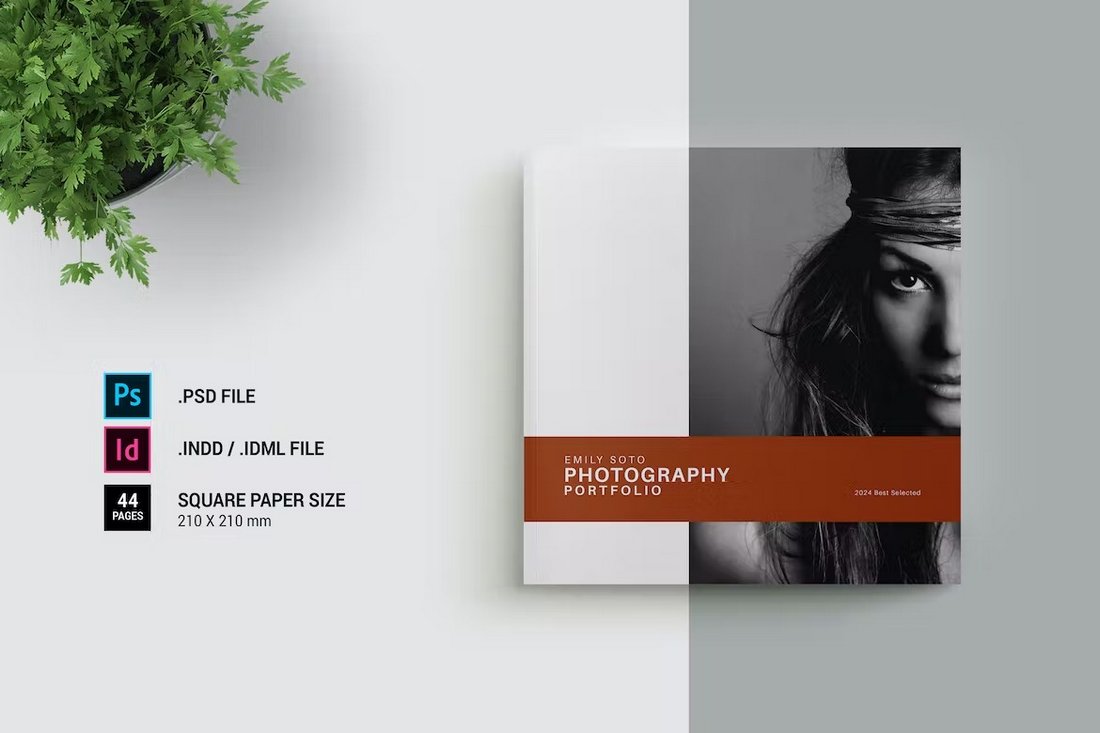 Ps
.PSD FILE
Id
.INDD / .IDML FILE
44
PAGES
SQUARE PAPER SIZE
210 X 210 mm
EMILY SOTO
PHOTOGRAPHY
PORTFOLIO
2024 Best Selected